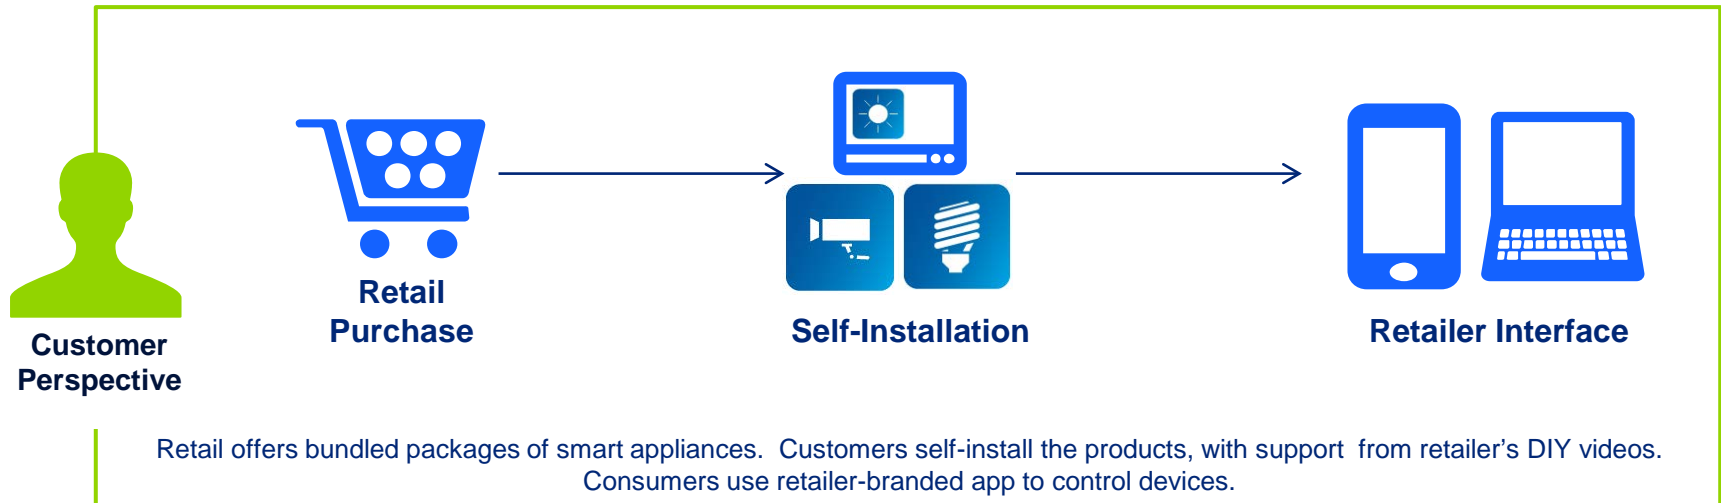 Retail
Purchase
Self-Installation
Retailer Interface
Customer
Perspective
Retail offers bundled packages of smart appliances.  Customers self-install the products, with support  from retailer’s DIY videos.
Consumers use retailer-branded app to control devices.